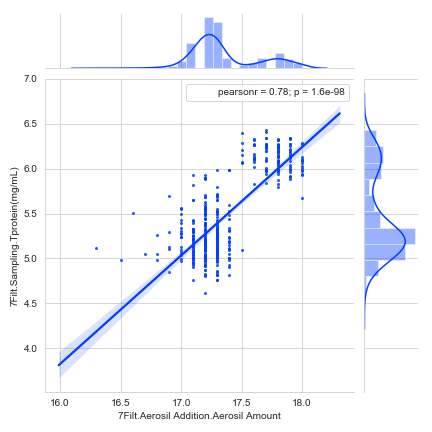 pearsonr = 0.78; p = 1.6e-98
7.0
6.5
6.0
5.5
5.0
4.5
4.0
7Filt.Sampling.Tprotein(mg/mL)
16.0 16.5 17.0 17.5 18.0
7Filt.Aerosil Addition.Aerosil Amount